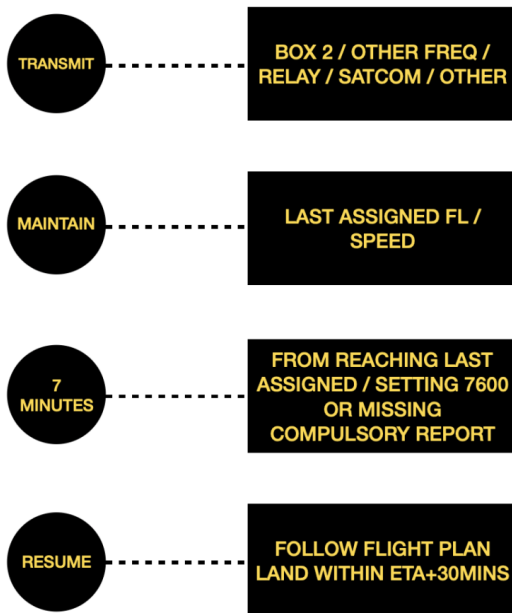 TRANSMIT
BOX 2 / OTHER FREQ /
RELAY / SATCOM / OTHER
MAINTAIN
LAST ASSIGNED FL /
SPEED
7
MINUTES
FROM REACHING LAST
ASSIGNED / SETTING 7600
OR MISSING
COMPULSORY REPORT
RESUME
FOLLOW FLIGHT PLAN
LAND WITHIN ETA+30MINS